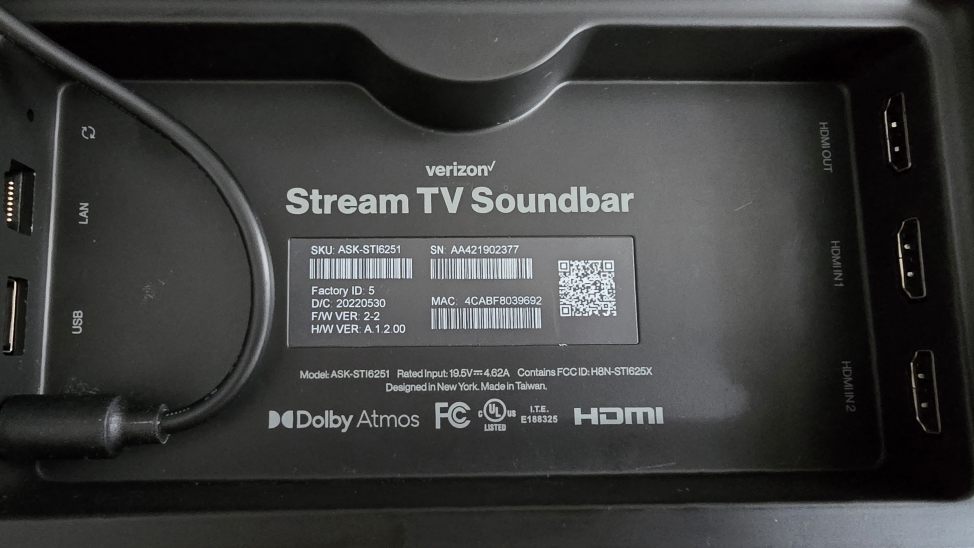 verizon✓
Stream TV Soundbar
SKU: ASK-STI6251 SN: AA421902377
Factory ID: 5
D/C: 20220530 MAC: 4CABF8039692
F/W VER: 2-2
H/W VER: A.1.2.00
Model: ASK-STI6251 Rated Input: 19.5V⎓4.62A Contains FCC ID: H8N-STI625X
Designed in New York. Made in Taiwan.
Dolby Atmos FC c UL US LISTED I.T.E. E188325 HDMI
LAN
USB
HDMI OUT
HDMI IN 1
HDMI IN 2